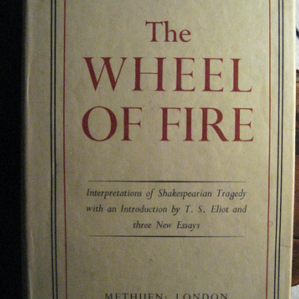 The
WHEEL
OF FIRE
Interpretations of Shakespearian Tragedy
with an Introduction by T. S. Eliot and
three New Essays
METHUEN: LONDON